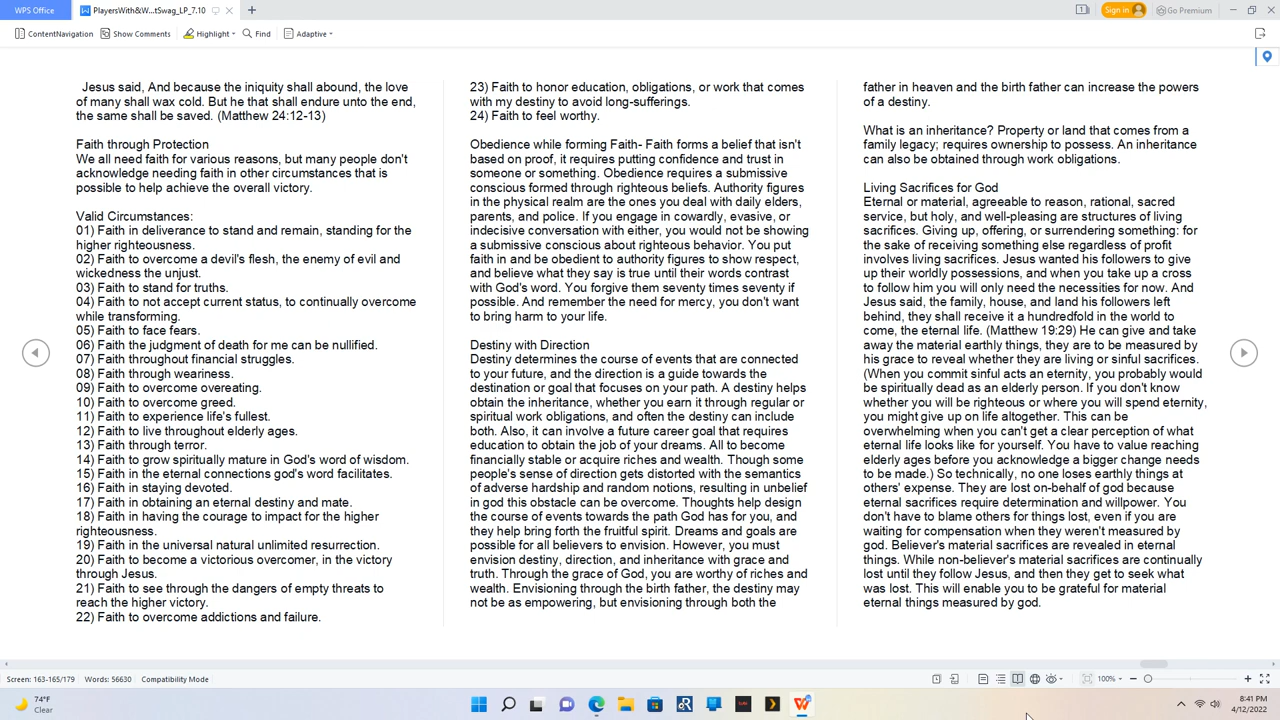 WPS Office
PlayersWith&W...tSwag_LP_7.10
Sign in
Go Premium
ContentNavigation
Show Comments
Highlight
Find
Adaptive
Jesus said, And because the iniquity shall abound, the love
of many shall wax cold. But he that shall endure unto the end,
the same shall be saved. (Matthew 24:12-13)
Faith through Protection
We all need faith for various reasons, but many people don't
acknowledge needing faith in other circumstances that is
possible to help achieve the overall victory.
Valid Circumstances:
01) Faith in deliverance to stand and remain, standing for the
higher righteousness.
02) Faith to overcome a devil's flesh, the enemy of evil and
wickedness the unjust.
03) Faith to stand for truths.
04) Faith to not accept current status, to continually overcome
while transforming.
05) Faith to face fears.
06) Faith the judgment of death for me can be nullified.
07) Faith throughout financial struggles.
08) Faith through weariness.
09) Faith to overcome overeating.
10) Faith to overcome greed.
11) Faith to experience life's fullest.
12) Faith to live throughout elderly ages.
13) Faith through terror.
14) Faith to grow spiritually mature in God's word of wisdom.
15) Faith in the eternal connections god's word facilitates.
16) Faith in staying devoted.
17) Faith in obtaining an eternal destiny and mate.
18) Faith in having the courage to impact for the higher
righteousness.
19) Faith in the universal natural unlimited resurrection.
20) Faith to become a victorious overcomer, in the victory
through Jesus.
21) Faith to see through the dangers of empty threats to
reach the higher victory.
22) Faith to overcome addictions and failure.
23) Faith to honor education, obligations, or work that comes
with my destiny to avoid long-sufferings.
24) Faith to feel worthy.
Obedience while forming Faith- Faith forms a belief that isn't
based on proof, it requires putting confidence and trust in
someone or something. Obedience requires a submissive
conscious formed through righteous beliefs. Authority figures
in the physical realm are the ones you deal with daily elders,
parents, and police. If you engage in cowardly, evasive, or
indecisive conversation with either, you would not be showing
a submissive conscious about righteous behavior. You put
faith in and be obedient to authority figures to show respect,
and believe what they say is true until their words contrast
with God's word. You forgive them seventy times seventy if
possible. And remember the need for mercy, you don't want
to bring harm to your life.
Destiny with Direction
Destiny determines the course of events that are connected
to your future, and the direction is a guide towards the
destination or goal that focuses on your path. A destiny helps
obtain the inheritance, whether you earn it through regular or
spiritual work obligations, and often the destiny can include
both. Also, it can involve a future career goal that requires
education to obtain the job of your dreams. All to become
financially stable or acquire riches and wealth. Though some
people's sense of direction gets distorted with the semantics
of adverse hardship and random notions, resulting in unbelief
in god this obstacle can be overcome. Thoughts help design
the course of events towards the path God has for you, and
they help bring forth the fruitful spirit. Dreams and goals are
possible for all believers to envision. However, you must
envision destiny, direction, and inheritance with grace and
truth. Through the grace of God, you are worthy of riches and
wealth. Envisioning through the birth father, the destiny may
not be as empowering, but envisioning through both the
father in heaven and the birth father can increase the powers
of a destiny.
What is an inheritance? Property or land that comes from a
family legacy; requires ownership to possess. An inheritance
can also be obtained through work obligations.
Living Sacrifices for God
Eternal or material, agreeable to reason, rational, sacred
service, but holy, and well-pleasing are structures of living
sacrifices. Giving up, offering, or surrendering something: for
the sake of receiving something else regardless of profit
involves living sacrifices. Jesus wanted his followers to give
up their worldly possessions, and when you take up a cross
to follow him you will only need the necessities for now. And
Jesus said, the family, house, and land his followers left
behind, they shall receive it a hundredfold in the world to
come, the eternal life. (Matthew 19:29) He can give and take
away the material earthly things, they are to be measured by
his grace to reveal whether they are living or sinful sacrifices.
(When you commit sinful acts an eternity, you probably would
be spiritually dead as an elderly person. If you don't know
whether you will be righteous or where you will spend eternity,
you might give up on life altogether. This can be
overwhelming when you can't get a clear perception of what
eternal life looks like for yourself. You have to value reaching
elderly ages before you acknowledge a bigger change needs
to be made.) So technically, no one loses earthly things at
others' expense. They are lost on-behalf of god because
eternal sacrifices require determination and willpower. You
don't have to blame others for things lost, even if you are
waiting for compensation when they weren't measured by
god. Believer's material sacrifices are revealed in eternal
things. While non-believer's material sacrifices are continually
lost until they follow Jesus, and then they get to seek what
was lost. This will enable you to be grateful for material
eternal things measured by god.
Screen: 163-165/179
Words: 56630
Compatibility Mode
100%
74°F
Clear
8:41 PM
4/12/2022